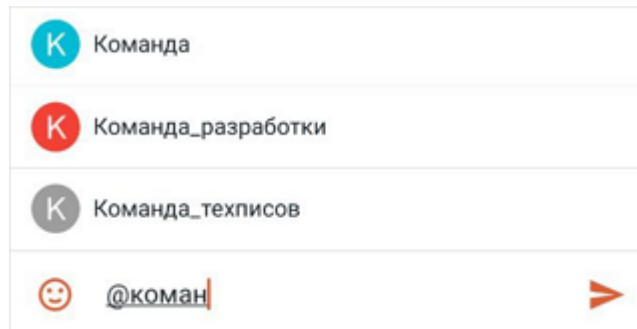 К Команда
К Команда_разработки
К Команда_техписов
@коман